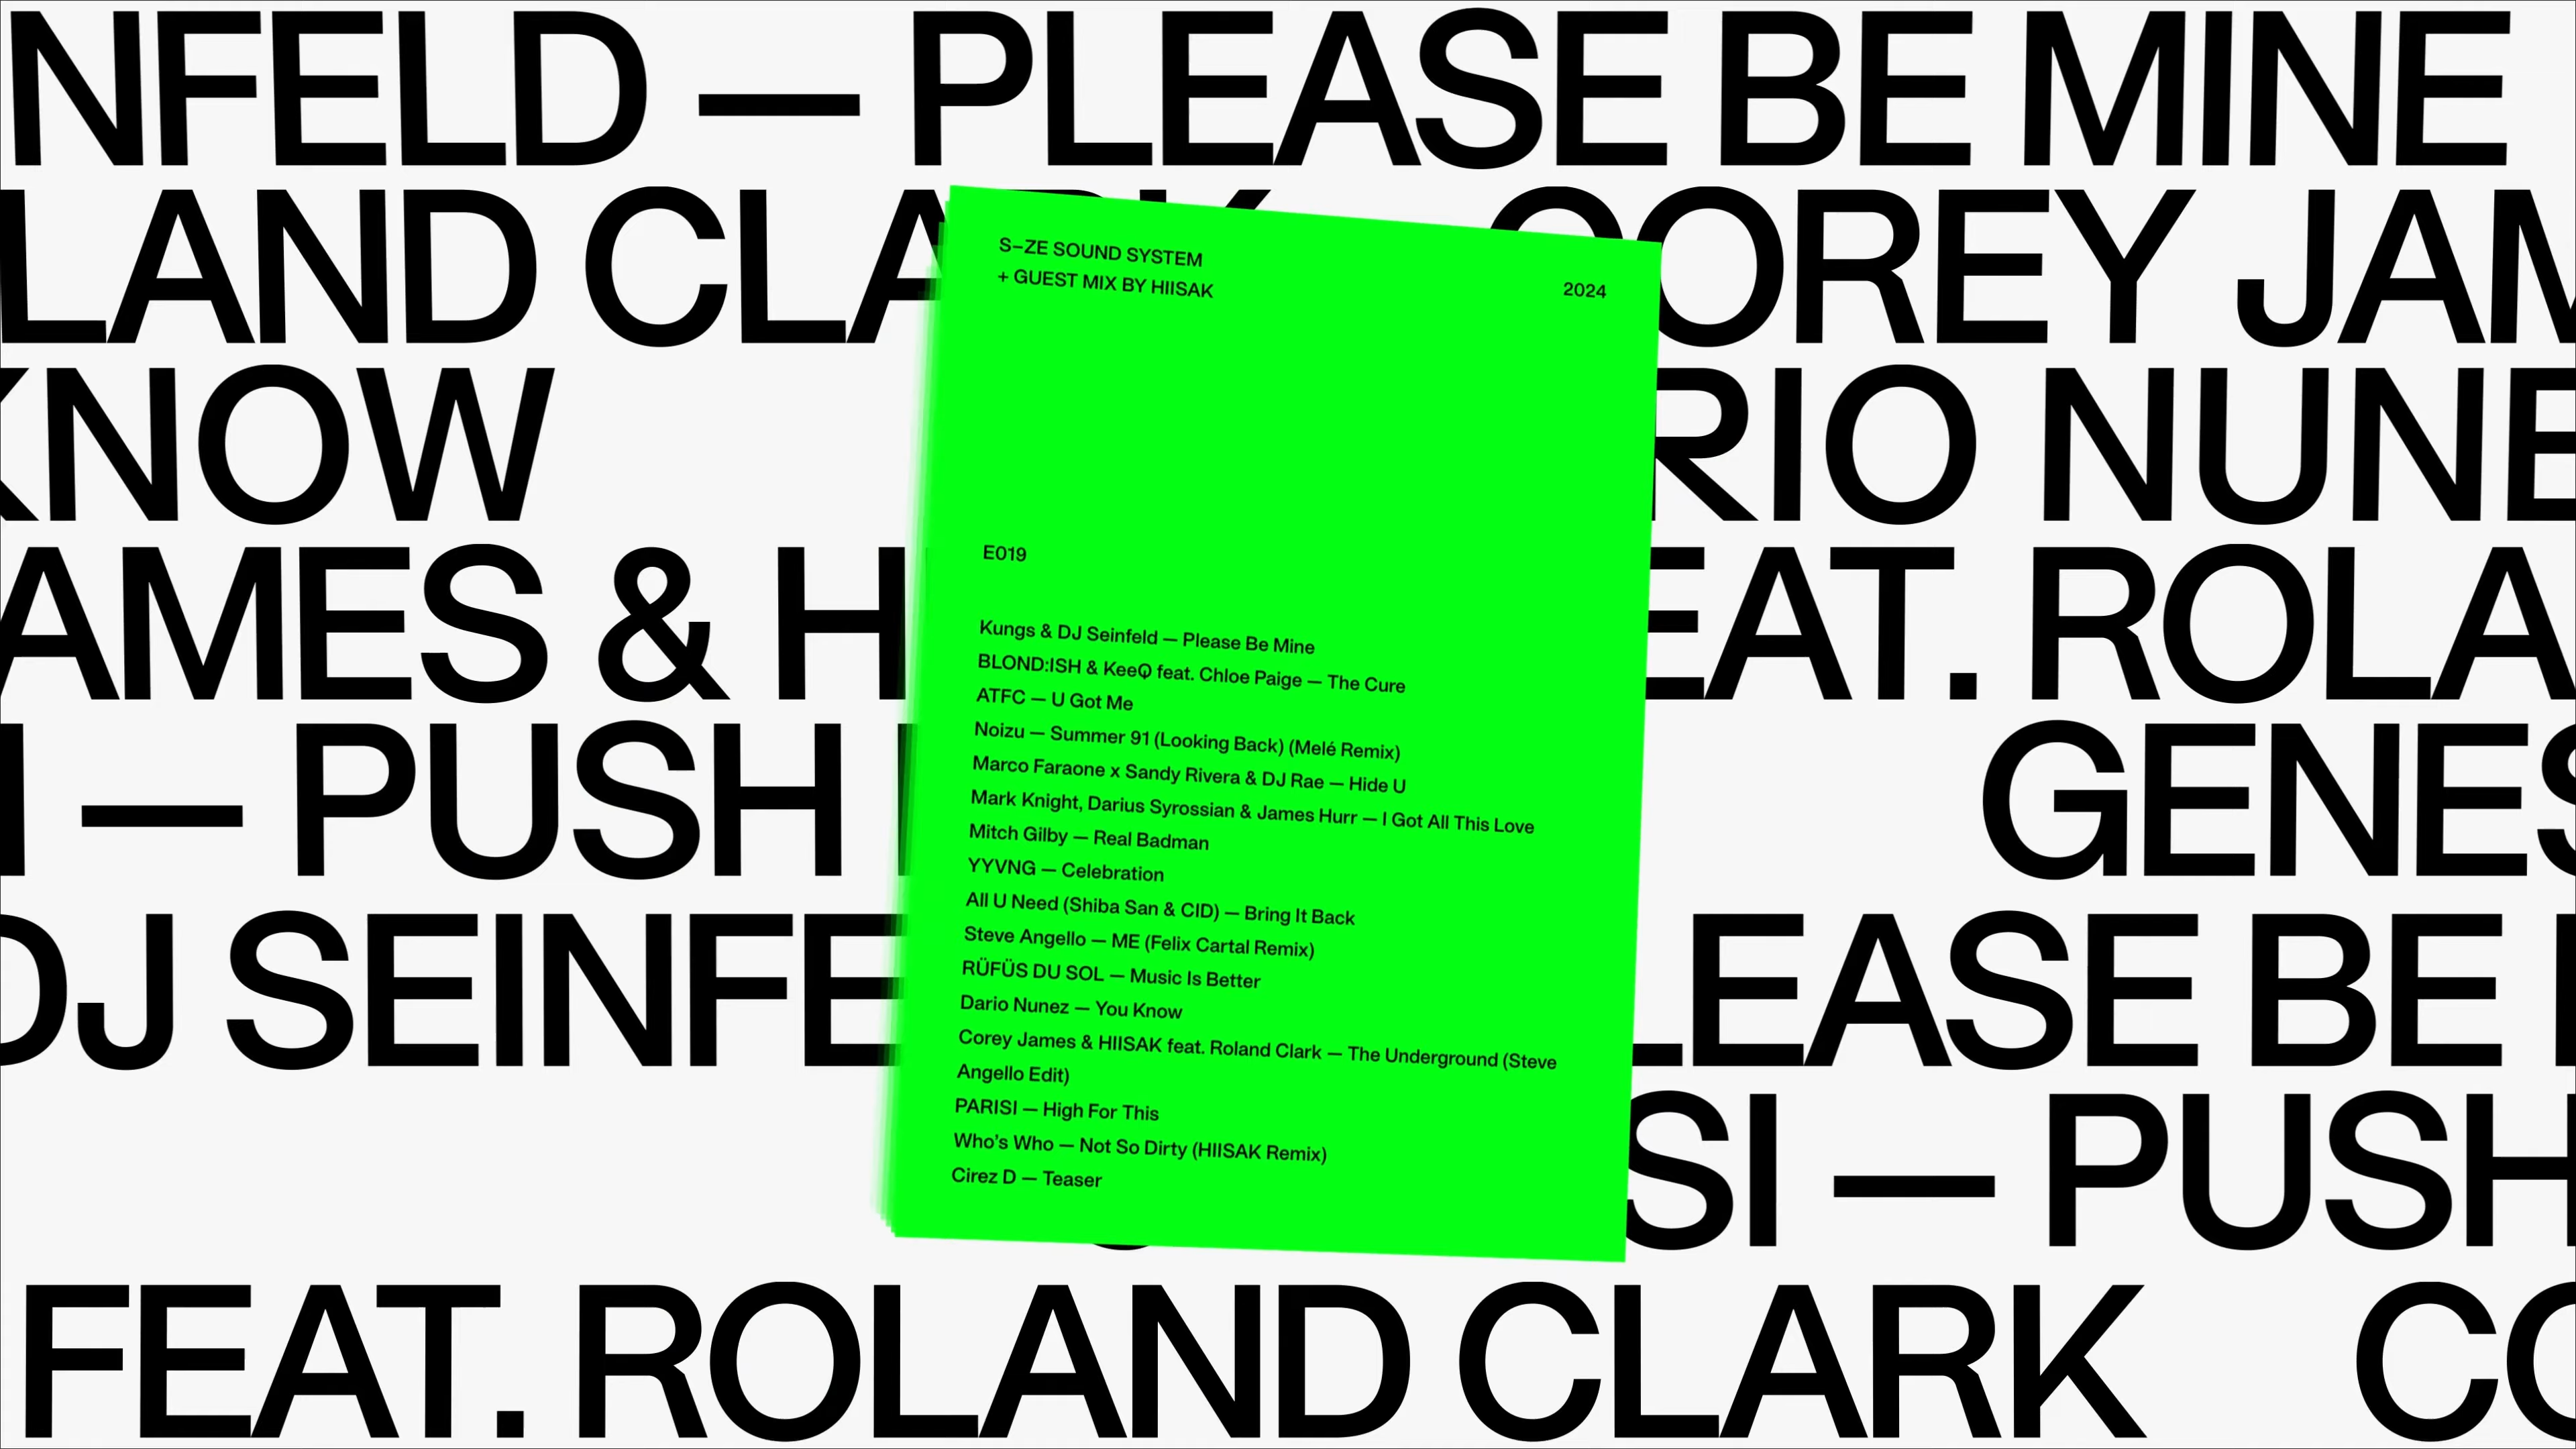 NFELD — PLEASE BE MINE
LAND CLARK COREY JAM
KNOW RIO NUNE
AMES & H EAT. ROLA
I — PUSH GENES
DJ SEINFE LEASE BE
SI — PUSH
FEAT. ROLAND CLARK CO
S–ZE SOUND SYSTEM
+ GUEST MIX BY HIISAK
2024
E019
Kungs & DJ Seinfeld — Please Be Mine
BLOND:ISH & KeeQ feat. Chloe Paige — The Cure
ATFC — U Got Me
Noizu — Summer 91 (Looking Back) (Melé Remix)
Marco Faraone x Sandy Rivera & DJ Rae — Hide U
Mark Knight, Darius Syrossian & James Hurr — I Got All This Love
Mitch Gilby — Real Badman
YYVNG — Celebration
All U Need (Shiba San & CID) — Bring It Back
Steve Angello — ME (Felix Cartal Remix)
RÜFÜS DU SOL — Music Is Better
Dario Nunez — You Know
Corey James & HIISAK feat. Roland Clark — The Underground (Steve
Angello Edit)
PARISI — High For This
Who's Who — Not So Dirty (HIISAK Remix)
Cirez D — Teaser